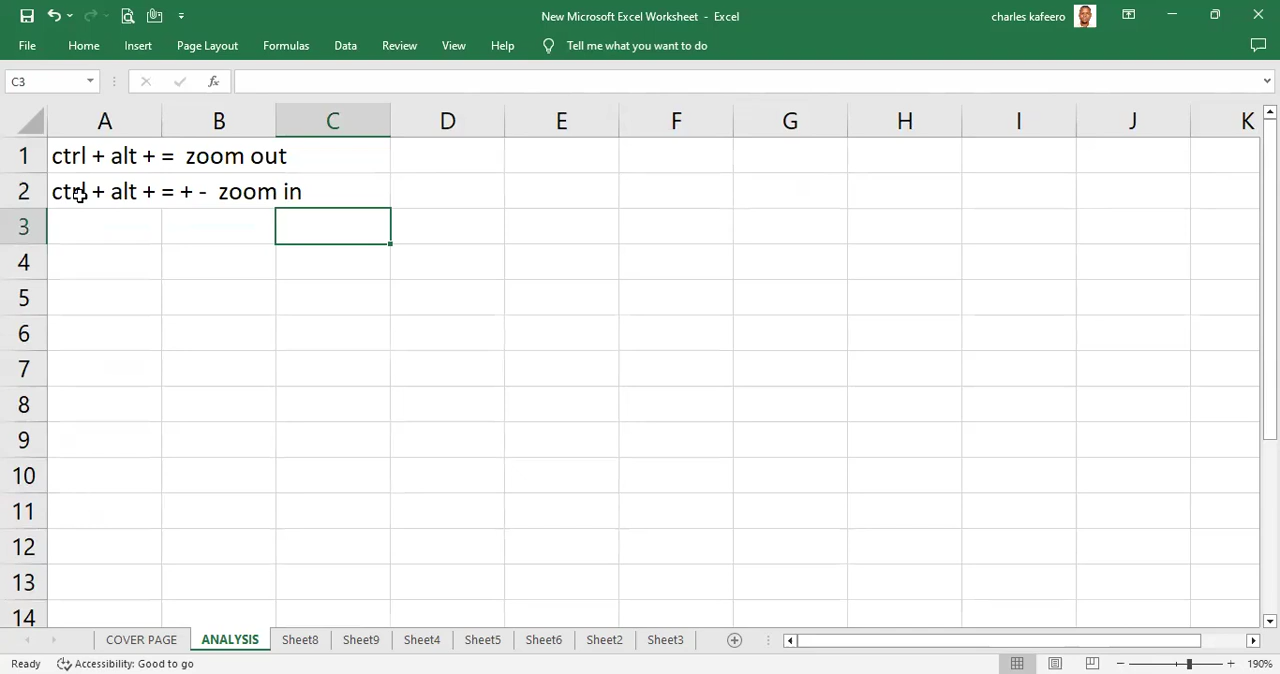 New Microsoft Excel Worksheet - Excel
charles kafeero
File Home Insert Page Layout Formulas Data Review View Help Tell me what you want to do
C3 fx
A B C D E F G H I J K
1 ctrl + alt + = zoom out
2 ctrl + alt + = + - zoom in
3
4
5
6
7
8
9
10
11
12
13
14
COVER PAGE ANALYSIS Sheet8 Sheet9 Sheet4 Sheet5 Sheet6 Sheet2 Sheet3
Ready Accessibility: Good to go 190%